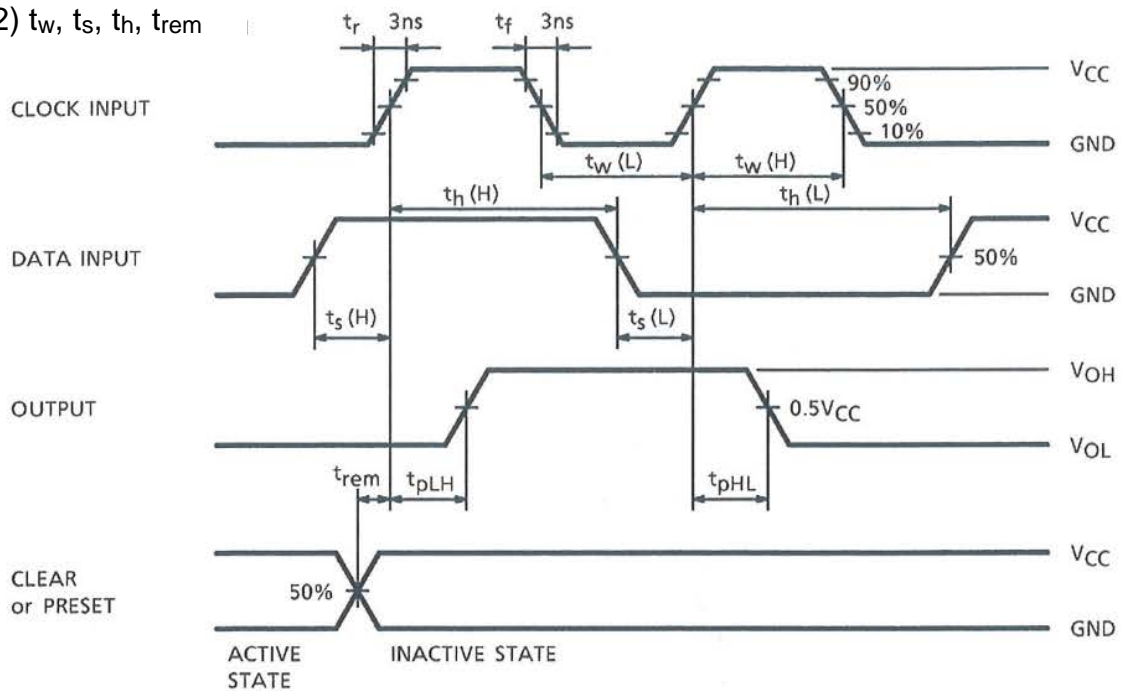 2) tw, ts, th, trem
tr 3ns tf 3ns
CLOCK INPUT
VCC
90%
50%
10%
GND
tw (L) tw (H)
th (H) th (L)
DATA INPUT
VCC
50%
GND
ts (H) ts (L)
OUTPUT
VOH
0.5VCC
VOL
trem tpLH tpHL
CLEAR
or PRESET
50%
VCC
GND
ACTIVE
STATE
INACTIVE STATE